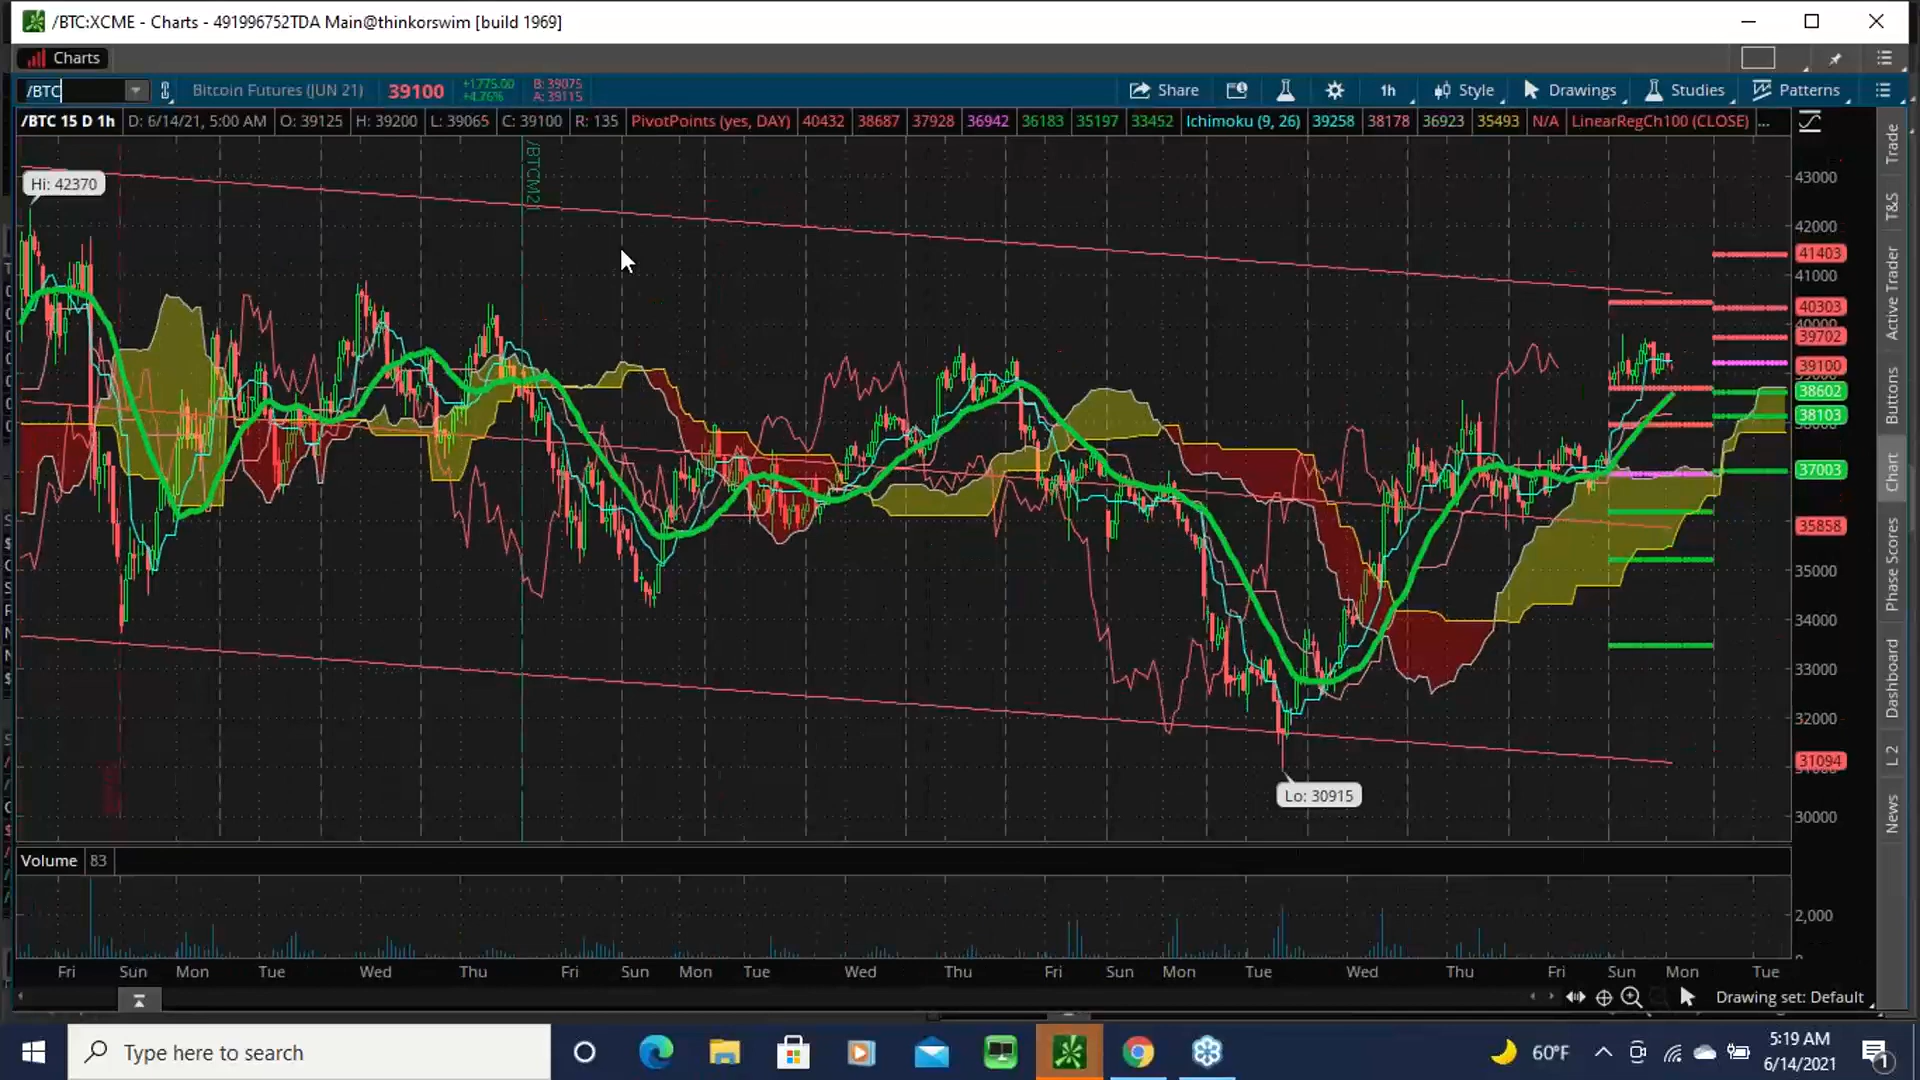 /BTC:XCME - Charts - 491996752TDA Main@thinkorswim [build 1969]
Charts
/BTC Bitcoin Futures (JUN 21) 39100 +1775.00 +4.76% B: 39075 A: 39115 Share 1h Style Drawings Studies Patterns
/BTC 15 D 1h D: 6/14/21, 5:00 AM O: 39125 H: 39200 L: 39065 C: 39100 R: 135 PivotPoints (yes, DAY) 40432 38687 37928 36942 36183 35197 33452 Ichimoku (9, 26) 39258 38178 36923 35493 N/A LinearRegCh100 (CLOSE) ...
/BTCM21
Hi: 42370
Lo: 30915
43000
42000
41403
41000
40303
40000
39702
39100
38602
38103
37003
35858
35000
34000
33000
32000
31094
30000
Trade
T&S
Active Trader
Buttons
Chart
Phase Scores
Dashboard
L 2
News
Volume 83
2,000
Fri Sun Mon Tue Wed Thu Fri Sun Mon Tue Wed Thu Fri Sun Mon Tue Wed Thu Fri Sun Mon Tue
Drawing set: Default
Type here to search
60°F
5:19 AM
6/14/2021
1